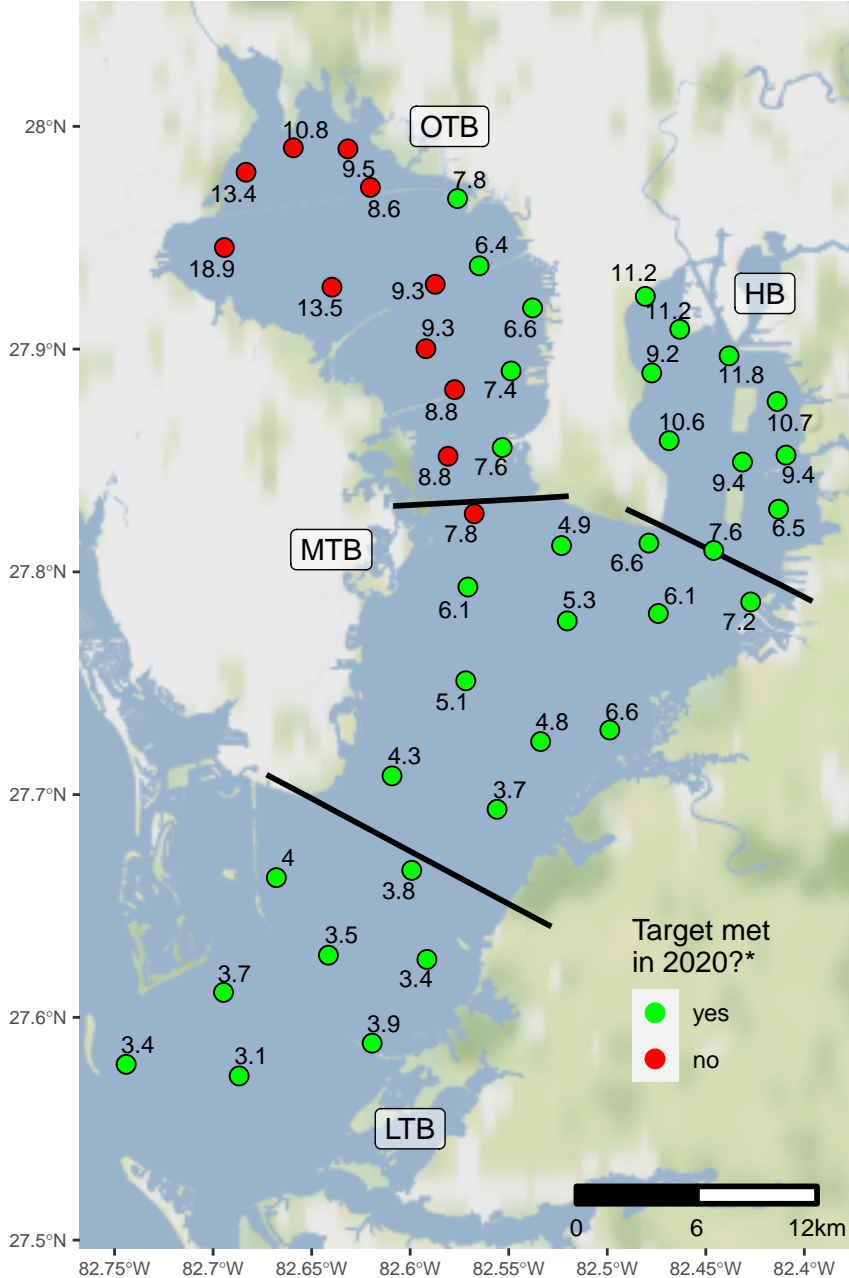 28°N
27.9°N
27.8°N
27.7°N
27.6°N
27.5°N
OTB
10.8
9.5
13.4
8.6
7.8
18.9
13.5
9.3
6.4
6.6
9.3
7.4
8.8
8.8
7.6
HB
11.2
11.2
9.2
11.8
10.6
10.7
9.4
9.4
6.5
7.6
MTB
7.8
4.9
6.6
7.2
6.1
5.3
6.1
5.1
4.8
6.6
4.3
3.7
4
3.8
3.5
3.4
3.7
3.9
3.4
3.1
LTB
Target met
in 2020?*
yes
no
0 6 12km
82.75°W 82.7°W 82.65°W 82.6°W 82.55°W 82.5°W 82.45°W 82.4°W